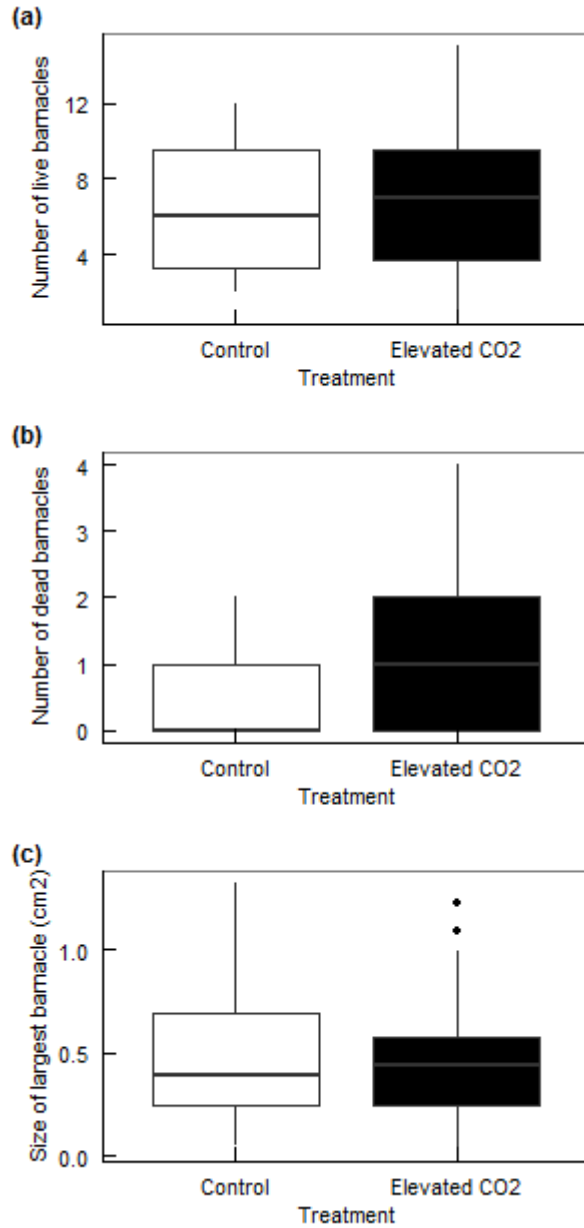 (a)
Number of live barnacles
12
8
4
Control Elevated CO2
Treatment
(b)
Number of dead barnacles
4
3
2
1
0
Control Elevated CO2
Treatment
(c)
Size of largest barnacle (cm2)
1.0
0.5
0.0
Control Elevated CO2
Treatment